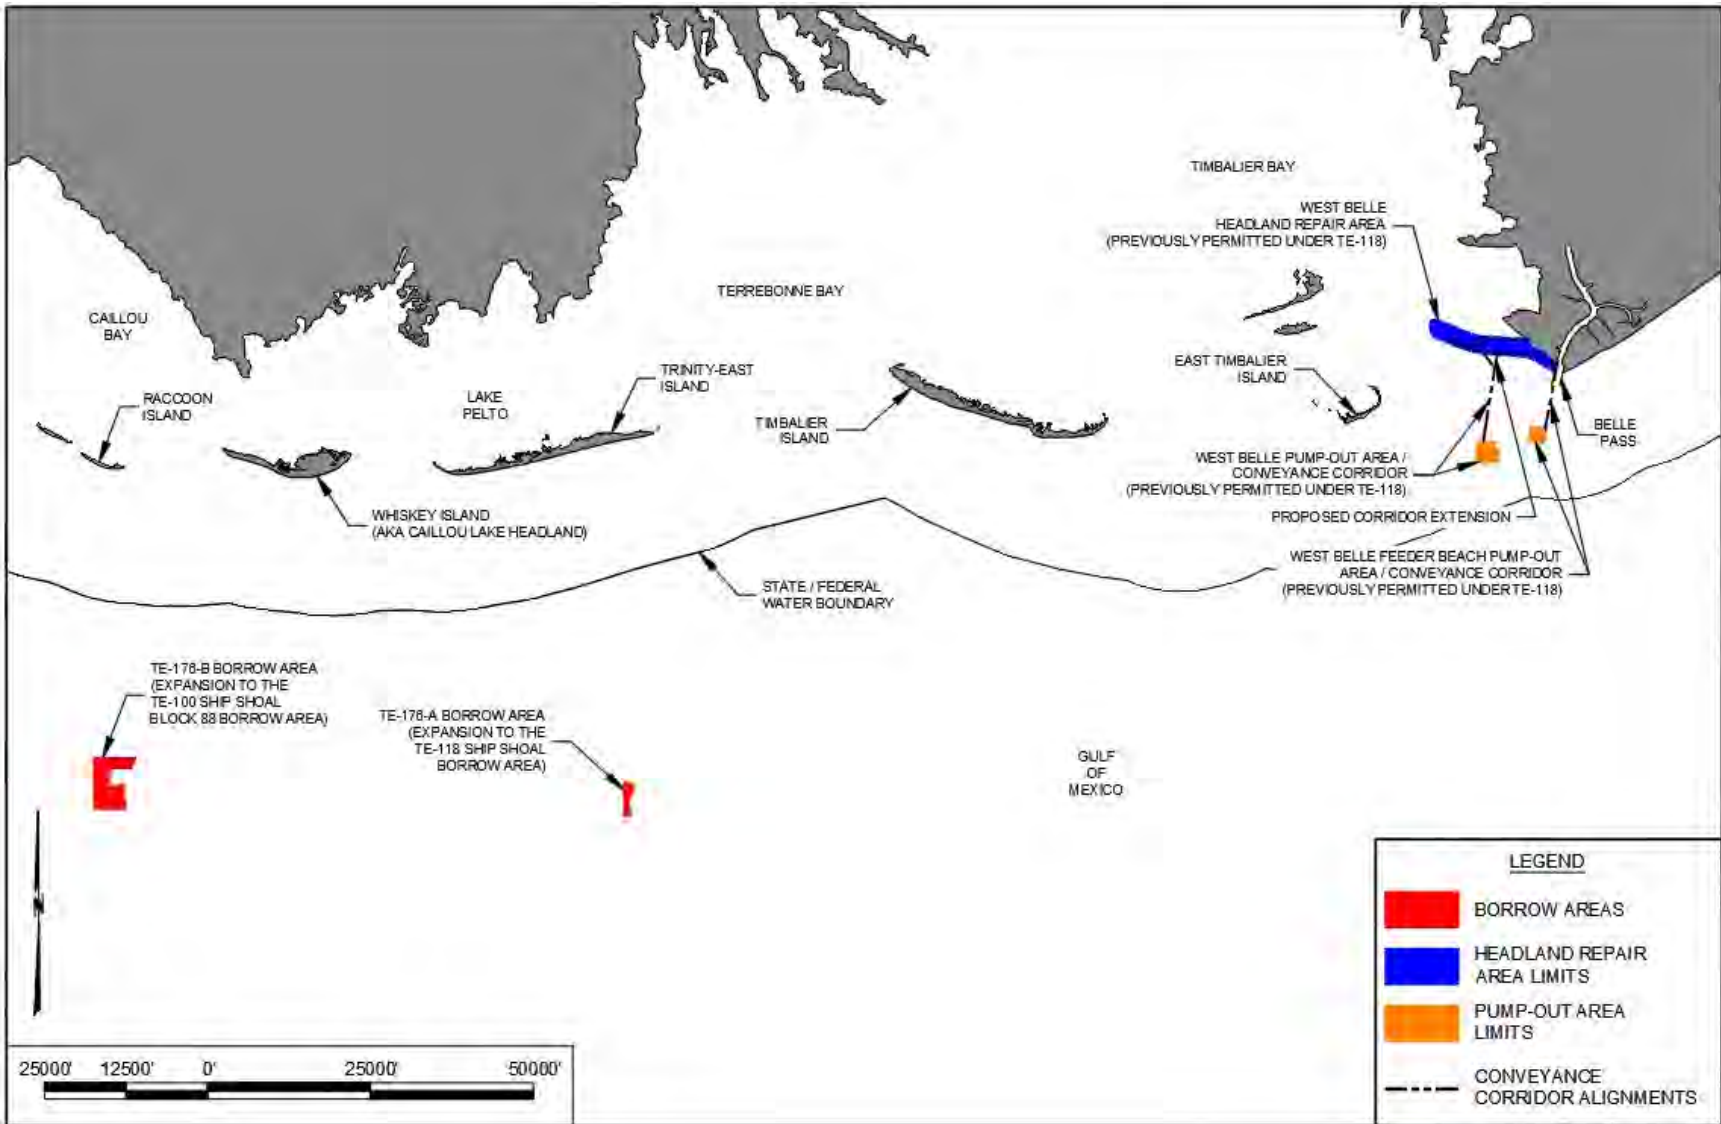 TIMBALIER BAY
WEST BELLE
HEADLAND REPAIR AREA
(PREVIOUSLY PERMITTED UNDER TE-118)
TERREBONNE BAY
CAILLOU
BAY
RACCOON
ISLAND
LAKE
PELTO
TRINITY-EAST
ISLAND
TIMBALIER
ISLAND
EAST TIMBALIER
ISLAND
BELLE
PASS
WEST BELLE PUMP-OUT AREA /
CONVEYANCE CORRIDOR
(PREVIOUSLY PERMITTED UNDER TE-118)
PROPOSED CORRIDOR EXTENSION
WEST BELLE FEEDER BEACH PUMP-OUT
AREA / CONVEYANCE CORRIDOR
(PREVIOUSLY PERMITTED UNDER TE-118)
WHISKEY ISLAND
(AKA CAILLOU LAKE HEADLAND)
STATE / FEDERAL
WATER BOUNDARY
TE-176-B BORROW AREA
(EXPANSION TO THE
TE-100 SHIP SHOAL
BLOCK 88 BORROW AREA)
TE-176-A BORROW AREA
(EXPANSION TO THE
TE-118 SHIP SHOAL
BORROW AREA)
GULF
OF
MEXICO
N
25000' 12500' 0' 25000' 50000'
LEGEND
BORROW AREAS
HEADLAND REPAIR
AREA LIMITS
PUMP-OUT AREA
LIMITS
CONVEYANCE
CORRIDOR ALIGNMENTS